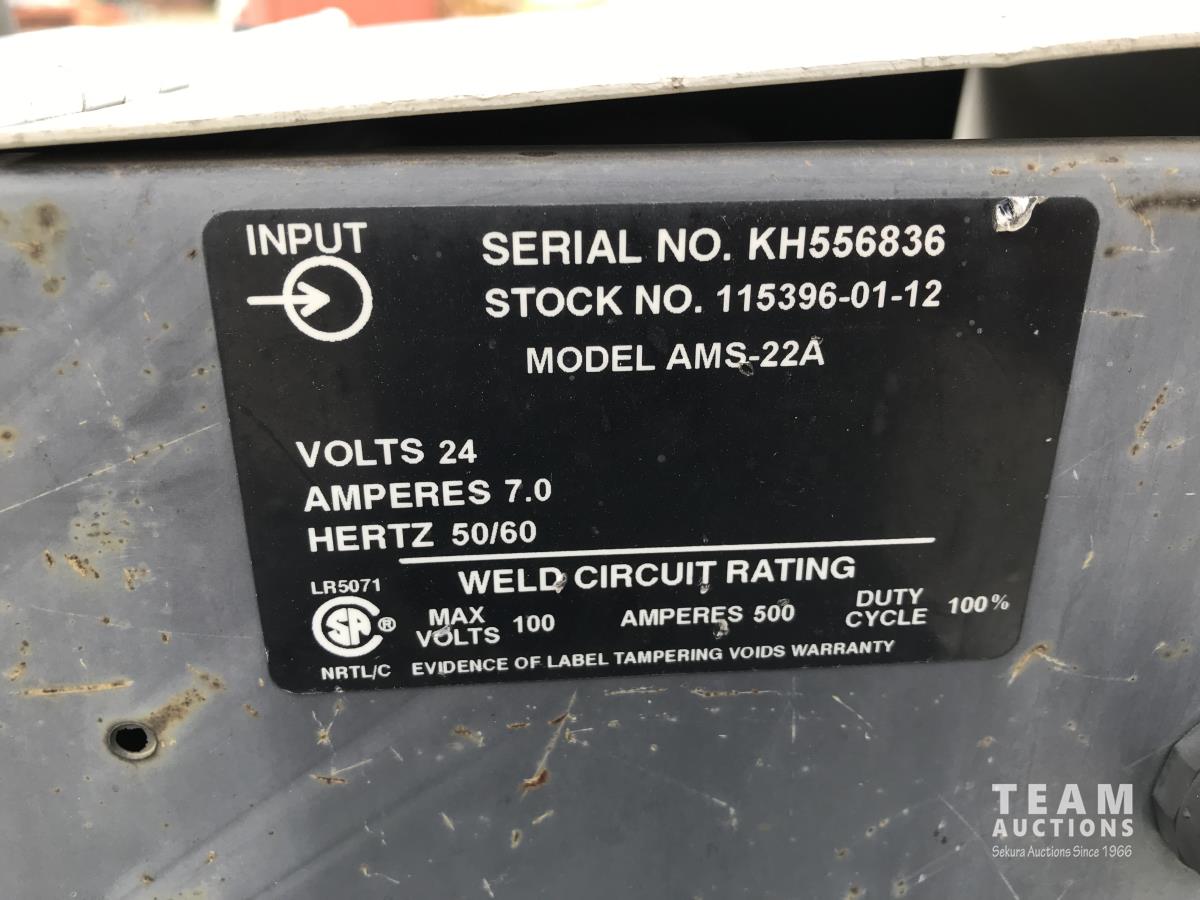 INPUT
SERIAL NO. KH556836
STOCK NO. 115396-01-12
MODEL AMS-22A
VOLTS 24
AMPERES 7.0
HERTZ 50/60
WELD CIRCUIT RATING
LR5071
SA ®
NRTL/C
MAX VOLTS 100 AMPERES 500 DUTY CYCLE 100%
EVIDENCE OF LABEL TAMPERING VOIDS WARRANTY
TEAM
AUCTIONS
Sekura Auctions Since 1966